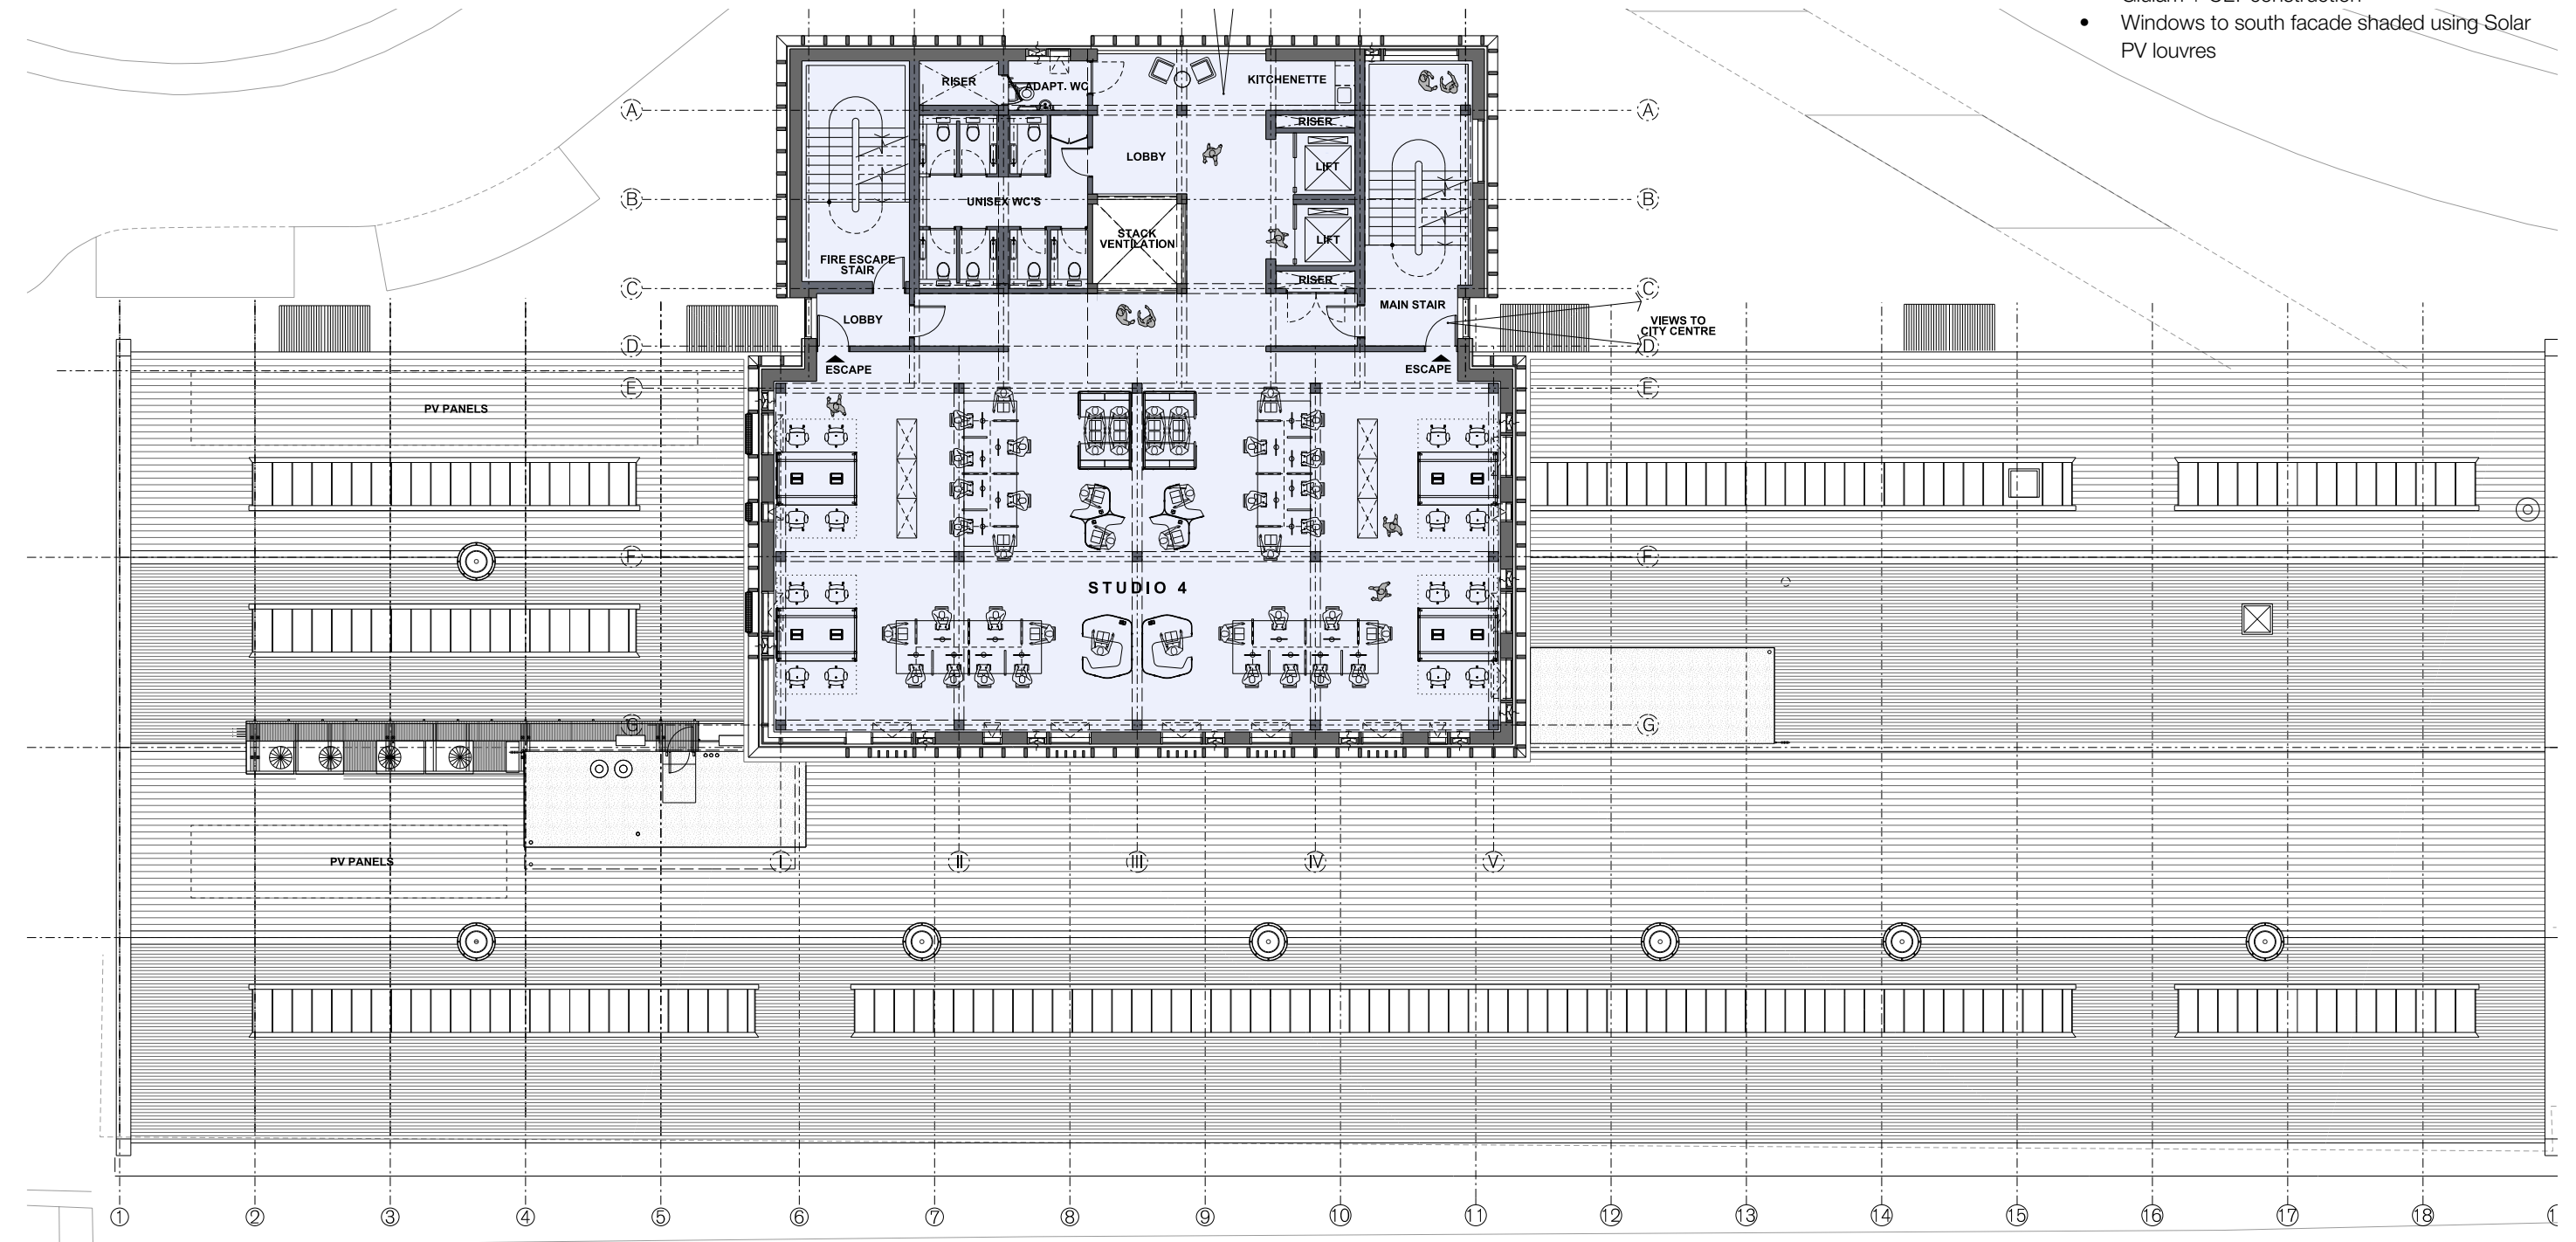 • Windows to south facade shaded using Solar
PV louvres
RISER
ADAPT. WC
KITCHENETTE
A
A
RISER
LOBBY
LIFT
B
UNISEX WC'S
B
STACK
VENTILATION
LIFT
FIRE ESCAPE
STAIR
RISER
C
C
MAIN STAIR
LOBBY
VIEWS TO
CITY CENTRE
D
D
ESCAPE
ESCAPE
E
E
PV PANELS
F
F
STUDIO 4
G
G
PV PANELS
I
II
III
IV
V
1
2
3
4
5
6
7
8
9
10
11
12
13
14
15
16
17
18